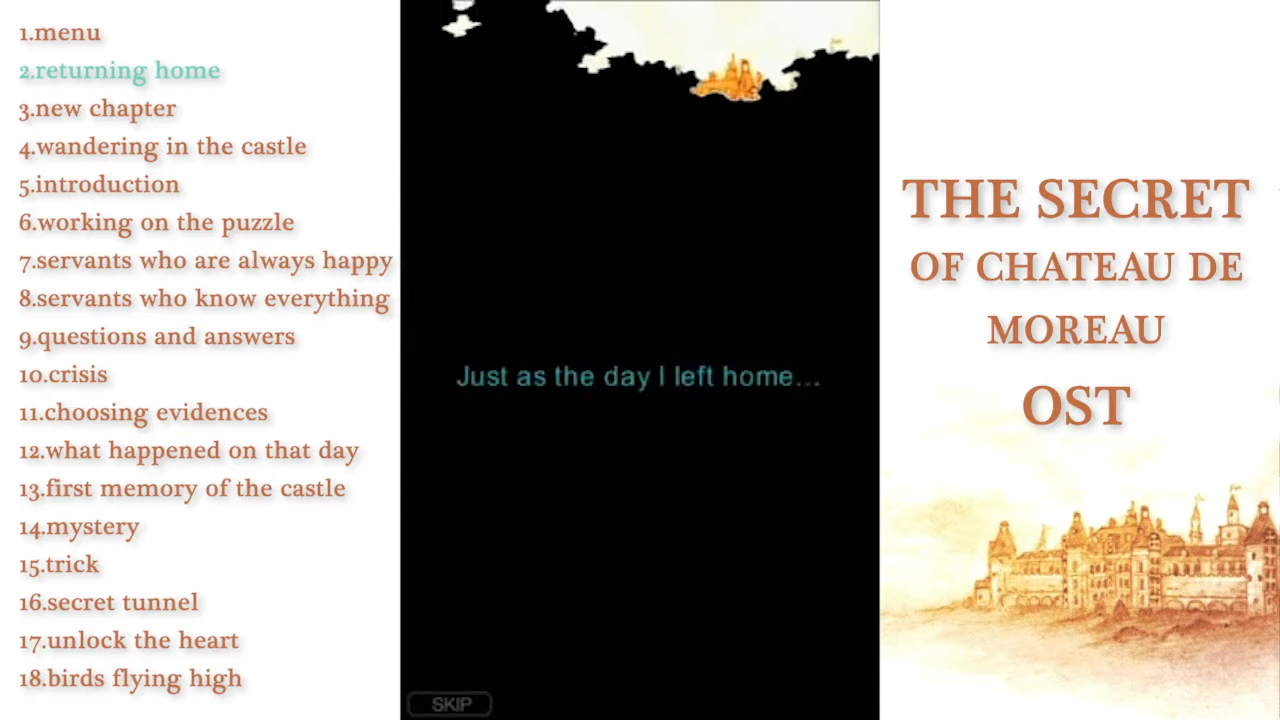 1.menu
2.returning home
3.new chapter
4.wandering in the castle
5.introduction
6.working on the puzzle
7.servants who are always happy
8.servants who know everything
9.questions and answers
10.crisis
11.choosing evidences
12.what happened on that day
13.first memory of the castle
14.mystery
15.trick
16.secret tunnel
17.unlock the heart
18.birds flying high
Just as the day I left home...
SKIP
THE SECRET
OF CHATEAU DE
MOREAU
OST